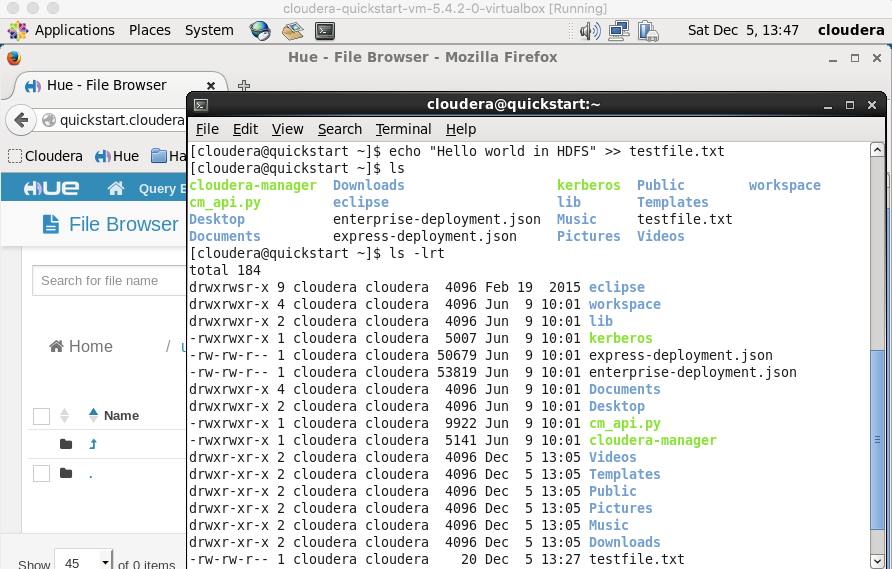 cloudera-quickstart-vm-5.4.2-0-virtualbox [Running]
Applications Places System Sat Dec 5, 13:47 cloudera
Hue - File Browser - Mozilla Firefox
Hue - File Browser
quickstart.cloudera
Cloudera Hue Ha
HUE Query E
File Browser
Search for file name
Home / u
Name
.
Show 45 of 0 items
cloudera@quickstart:~
File Edit View Search Terminal Help
[cloudera@quickstart ~]$ echo "Hello world in HDFS" >> testfile.txt
[cloudera@quickstart ~]$ ls
cloudera-manager Downloads kerberos Public workspace
cm_api.py eclipse lib Templates
Desktop enterprise-deployment.json Music testfile.txt
Documents express-deployment.json Pictures Videos
[cloudera@quickstart ~]$ ls -lrt
total 184
drwxrwsr-x 9 cloudera cloudera 4096 Feb 19 2015 eclipse
drwxrwxr-x 4 cloudera cloudera 4096 Jun 9 10:01 workspace
drwxrwxr-x 2 cloudera cloudera 4096 Jun 9 10:01 lib
-rwxrwxr-x 1 cloudera cloudera 5007 Jun 9 10:01 kerberos
-rw-rw-r-- 1 cloudera cloudera 50679 Jun 9 10:01 express-deployment.json
-rw-rw-r-- 1 cloudera cloudera 53819 Jun 9 10:01 enterprise-deployment.json
drwxrwxr-x 4 cloudera cloudera 4096 Jun 9 10:01 Documents
drwxrwxr-x 2 cloudera cloudera 4096 Jun 9 10:01 Desktop
-rwxrwxr-x 1 cloudera cloudera 9922 Jun 9 10:01 cm_api.py
-rwxrwxr-x 1 cloudera cloudera 5141 Jun 9 10:01 cloudera-manager
drwxr-xr-x 2 cloudera cloudera 4096 Dec 5 13:05 Videos
drwxr-xr-x 2 cloudera cloudera 4096 Dec 5 13:05 Templates
drwxr-xr-x 2 cloudera cloudera 4096 Dec 5 13:05 Public
drwxr-xr-x 2 cloudera cloudera 4096 Dec 5 13:05 Pictures
drwxr-xr-x 2 cloudera cloudera 4096 Dec 5 13:05 Music
drwxr-xr-x 2 cloudera cloudera 4096 Dec 5 13:05 Downloads
-rw-rw-r-- 1 cloudera cloudera 20 Dec 5 13:27 testfile.txt